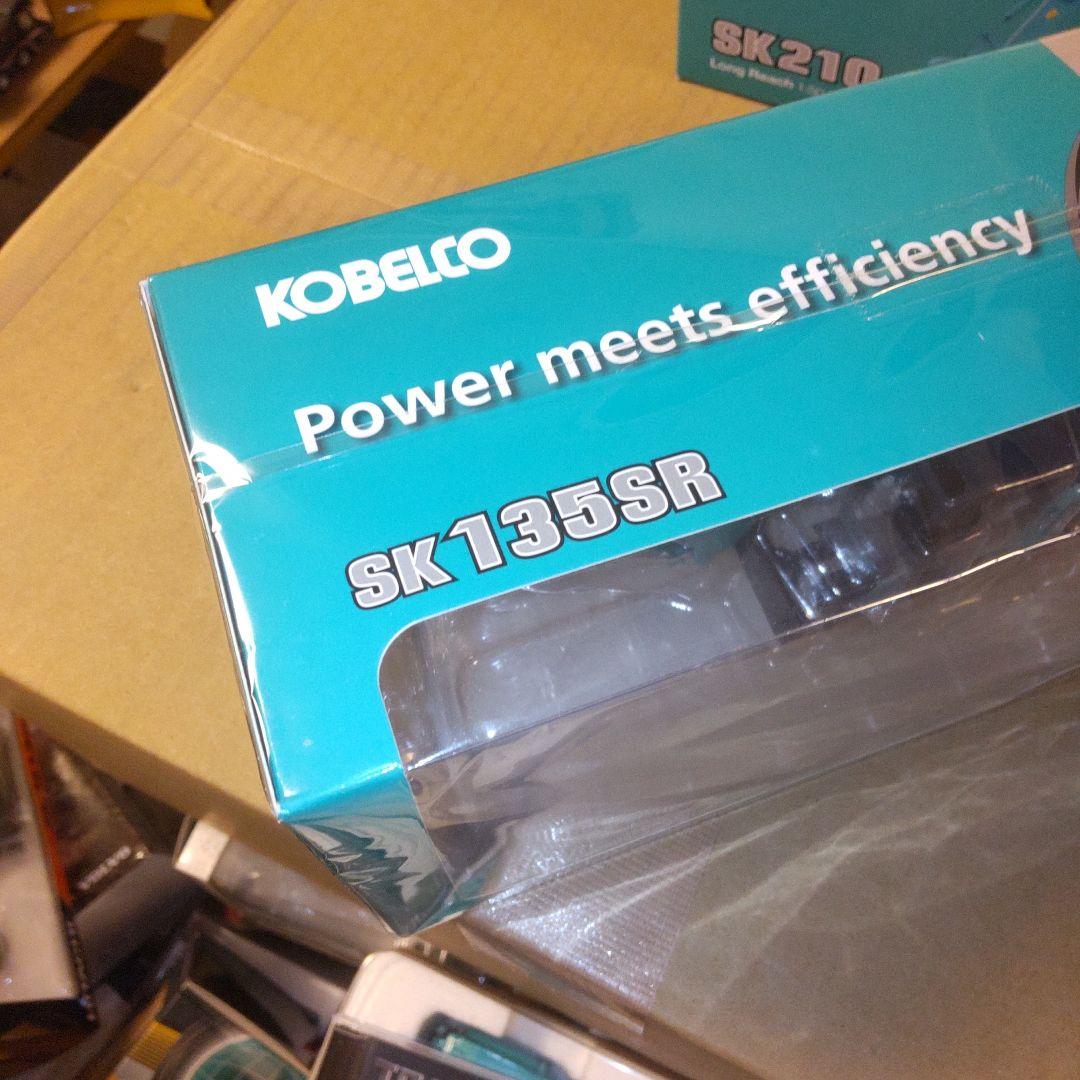 SK210
Long Reach
KOBELCO
Power meets efficiency
SK135SR